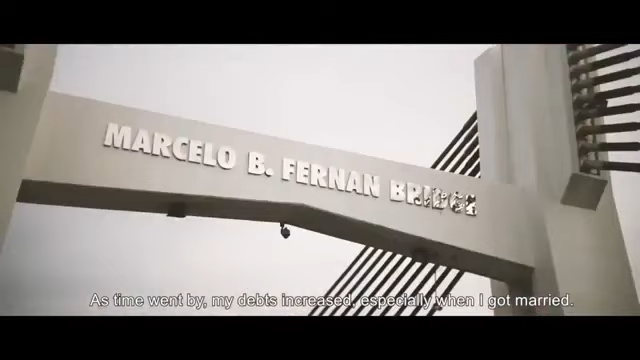 MARCELO B. FERNAN BRIDGE
As time went by, my debts increased, especially when I got married.